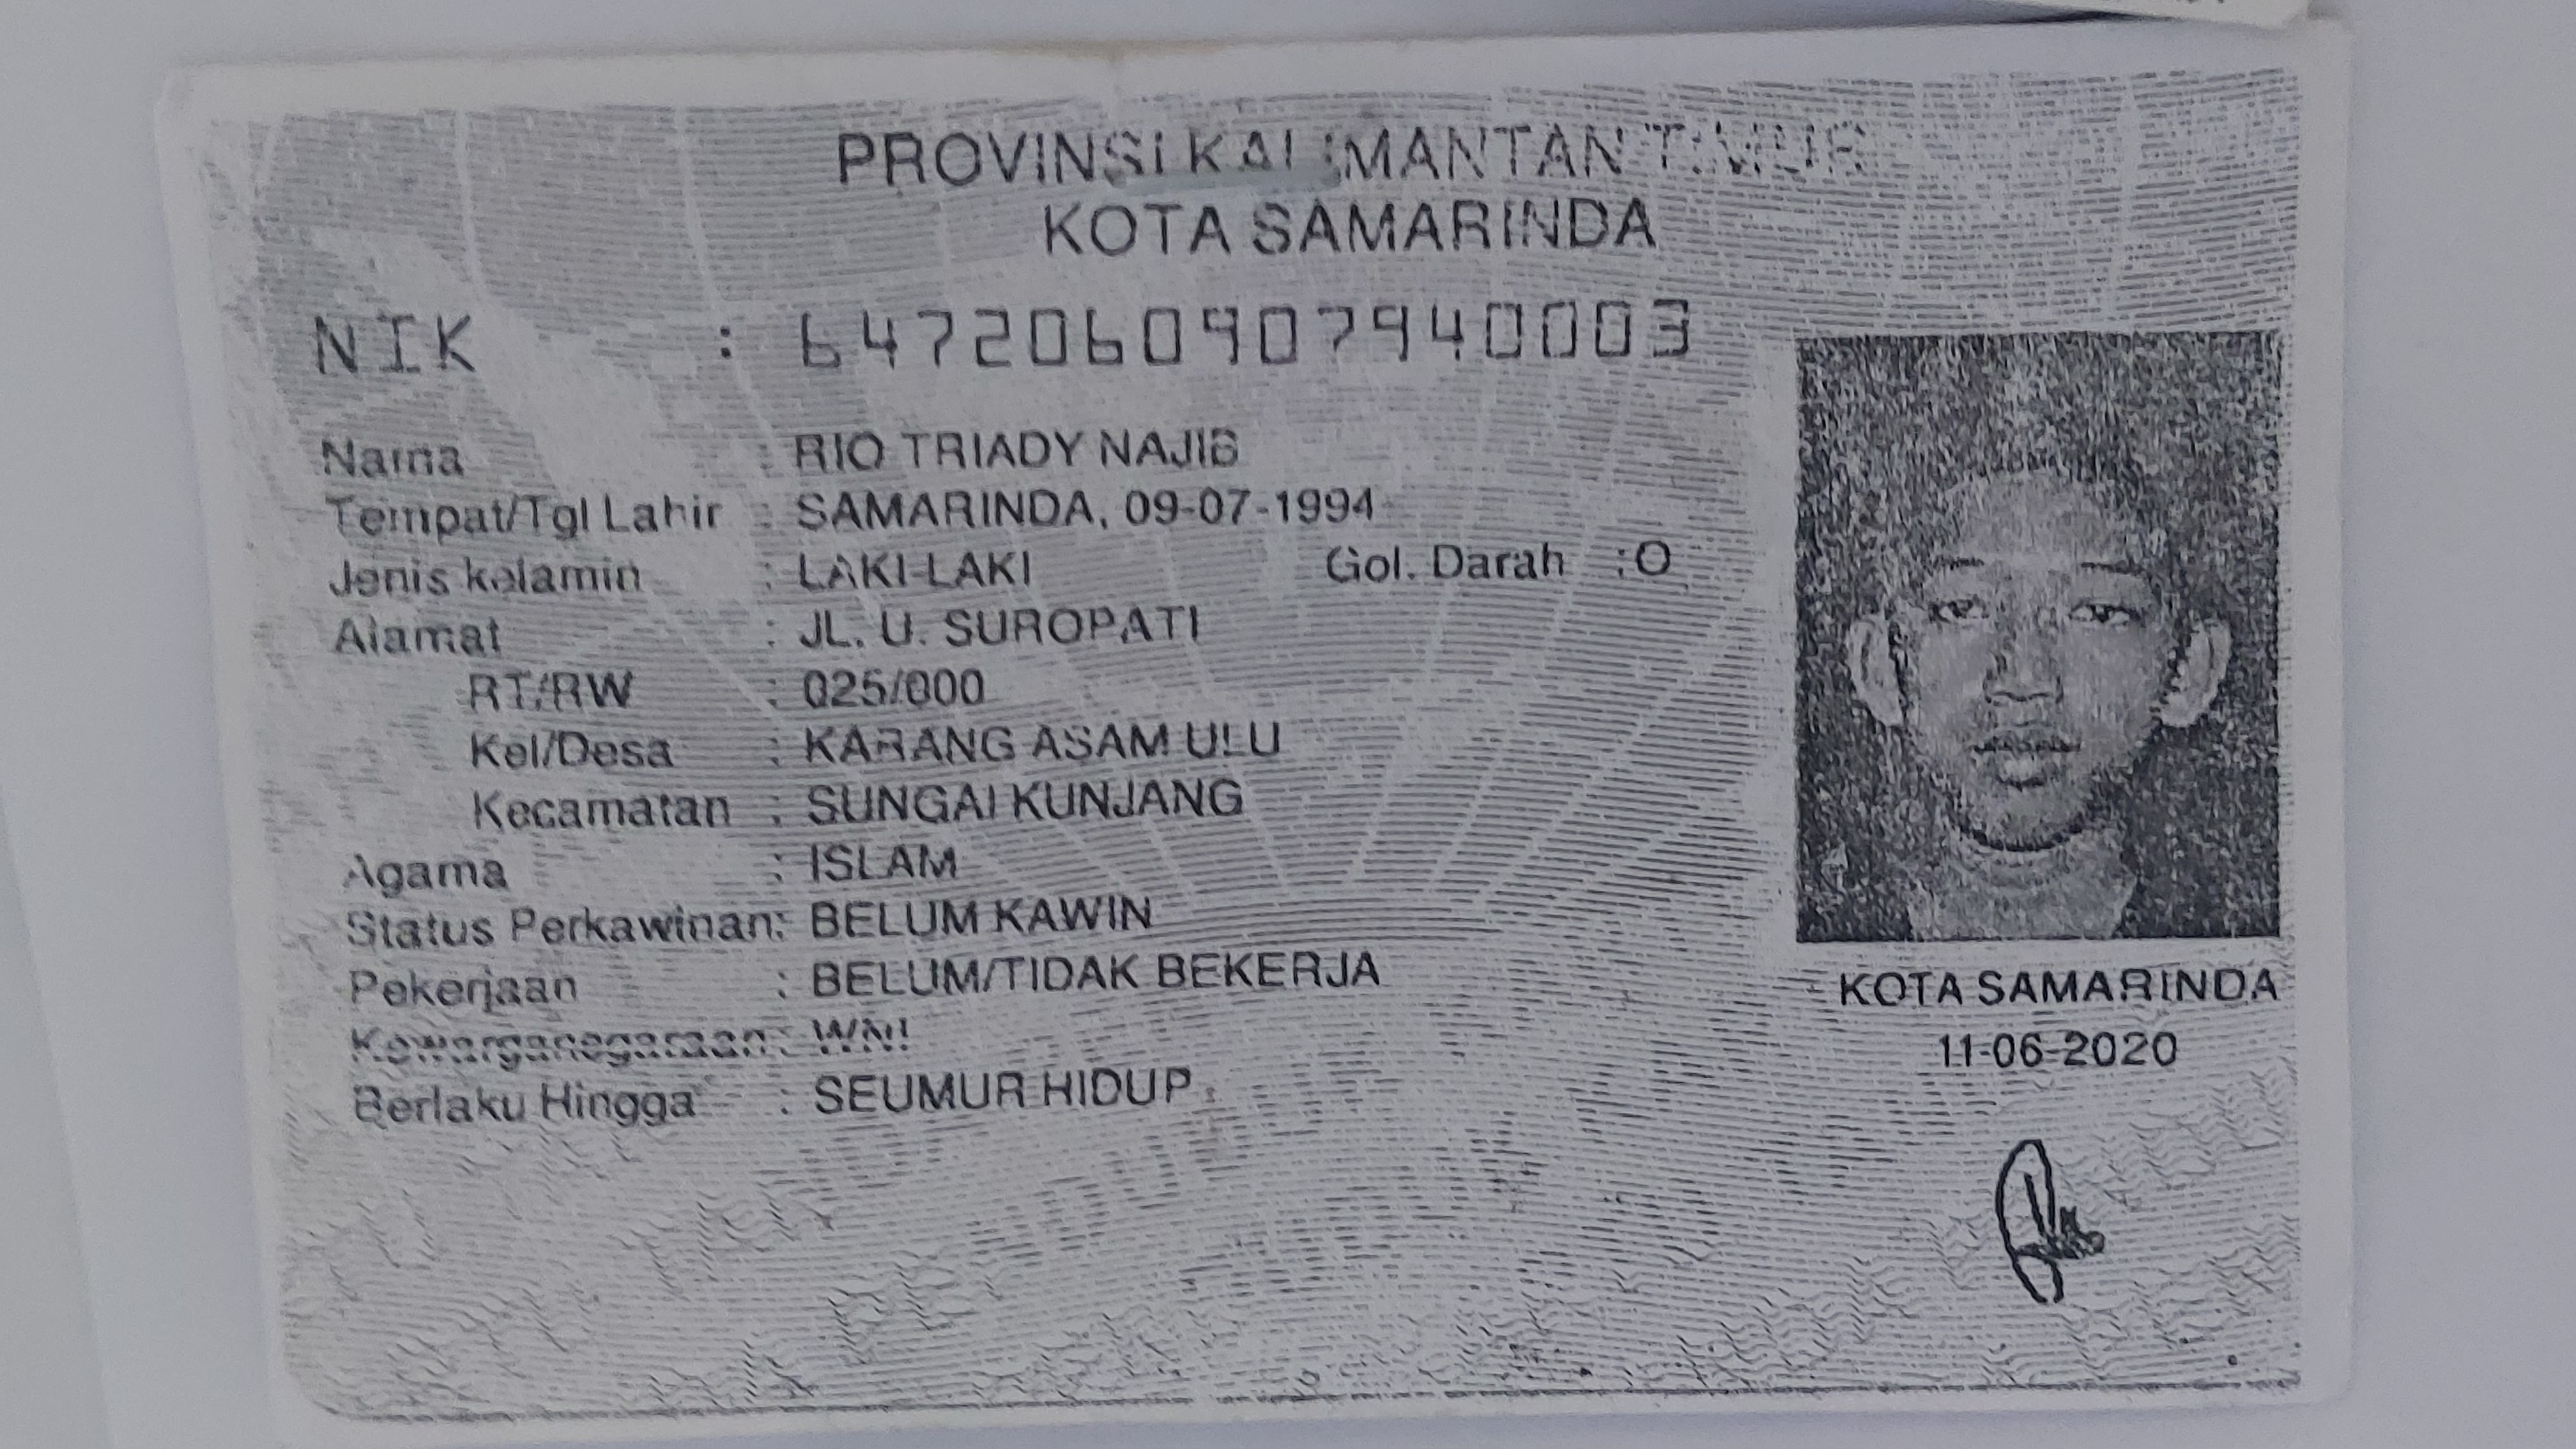 PROVINSI KALIMANTAN TIMUR
KOTA SAMARINDA
NIK : 6472060907940003
Nama : RIO TRIADY NAJIB
Tempat/Tgl Lahir : SAMARINDA, 09-07-1994
Jenis kelamin : LAKI-LAKI Gol. Darah : O
Alamat : JL. U. SUROPATI
RT/RW : 025/000
Kel/Desa : KARANG ASAM ULU
Kecamatan : SUNGAI KUNJANG
Agama : ISLAM
Status Perkawinan: BELUM KAWIN
Pekerjaan : BELUM/TIDAK BEKERJA
Kewarganegaraan: WNI
Berlaku Hingga : SEUMUR HIDUP
KOTA SAMARINDA
11-06-2020